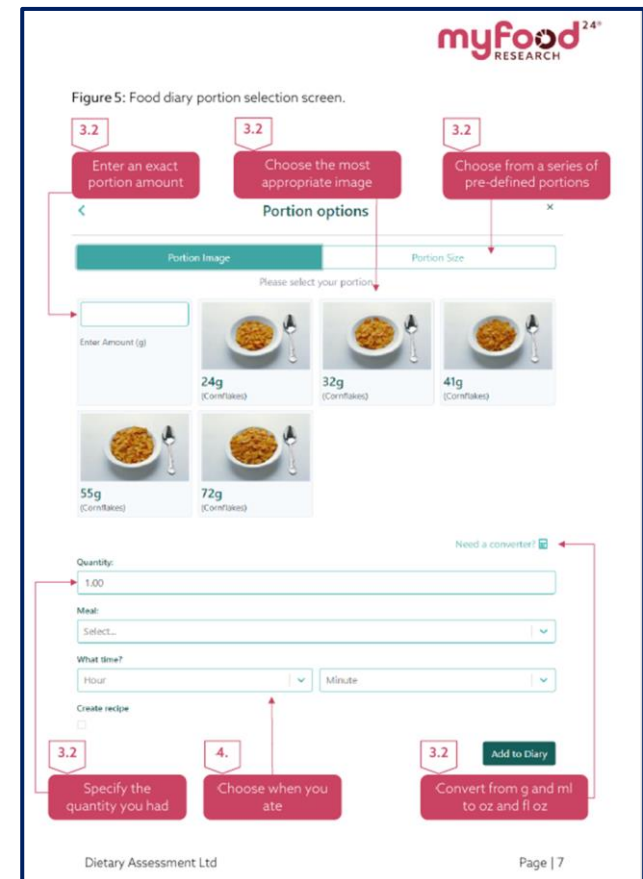 myfood24®
RESEARCH
Figure 5: Food diary portion selection screen.
3.2
Enter an exact
portion amount
3.2
Choose the most
appropriate image
3.2
Choose from a series of
pre-defined portions
Portion options
Portion Image
Portion Size
Please select your portion
Enter Amount (g)
24g
(Cornflakes)
32g
(Cornflakes)
41g
(Cornflakes)
55g
(Cornflakes)
72g
(Cornflakes)
Need a converter?
Quantity:
1.00
Meal:
Select...
What time?
Hour
Minute
Create recipe
Add to Diary
3.2
Specify the
quantity you had
4.
Choose when you
ate
3.2
Convert from g and ml
to oz and fl oz
Dietary Assessment Ltd
Page | 7